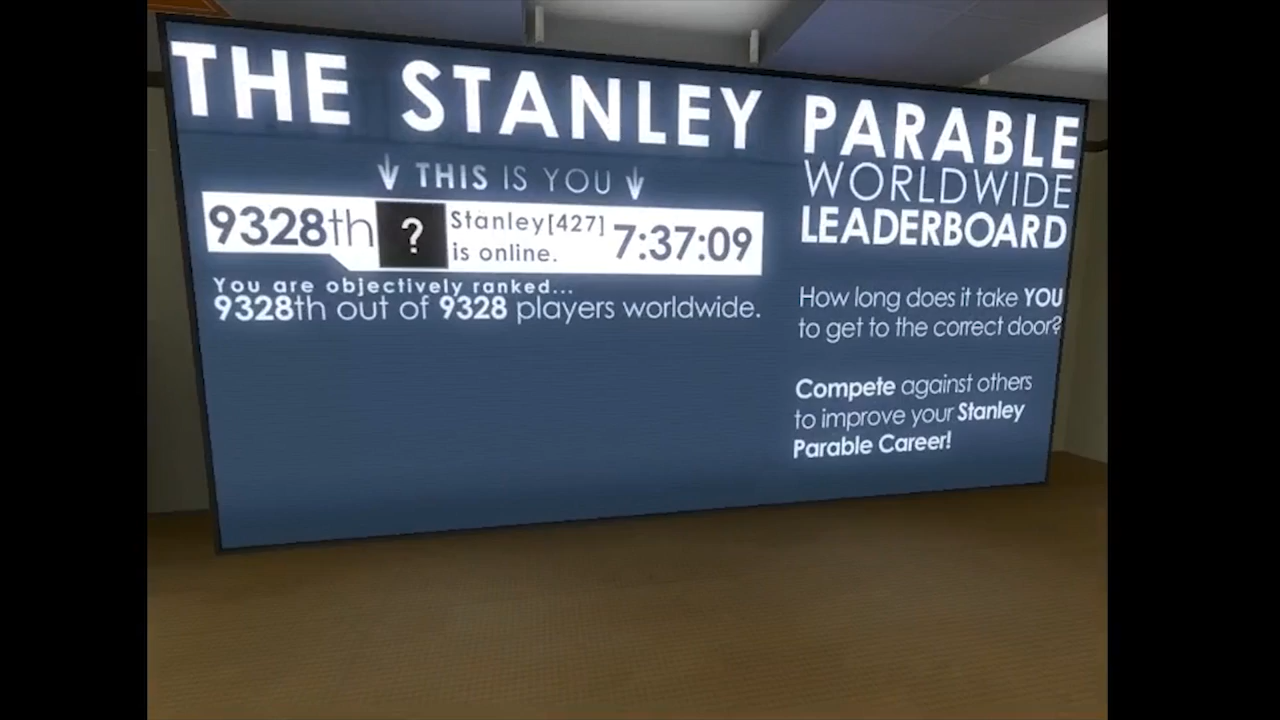 THE STANLEY PARABLE
WORLDWIDE
LEADERBOARD
THIS IS YOU
9328th ? Stanley[427] is online. 7:37:09
You are objectively ranked...
9328th out of 9328 players worldwide.
How long does it take YOU
to get to the correct door?
Compete against others
to improve your Stanley
Parable Career!